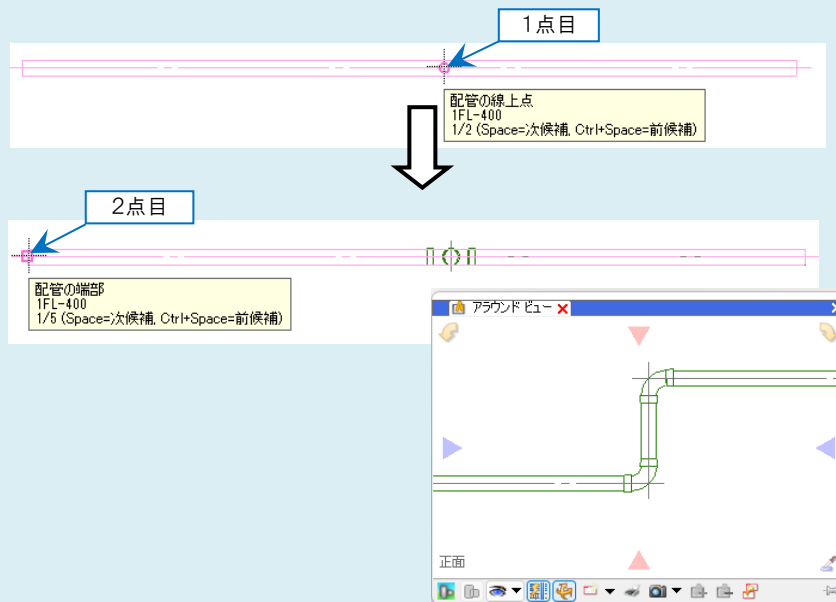 1点目
配管の線上点
1FL-400
1/2 (Space=次候補, Ctrl+Space=前候補)
2点目
配管の端部
1FL-400
1/5 (Space=次候補, Ctrl+Space=前候補)
アラウンド ビュー
正面